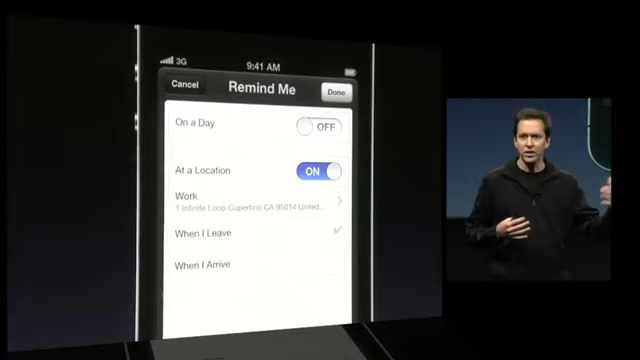 3G
9:41 AM
Cancel
Remind Me
Done
On a Day
OFF
At a Location
ON
Work
1 Infinite Loop Cupertino CA 95014 United...
When I Leave
When I Arrive